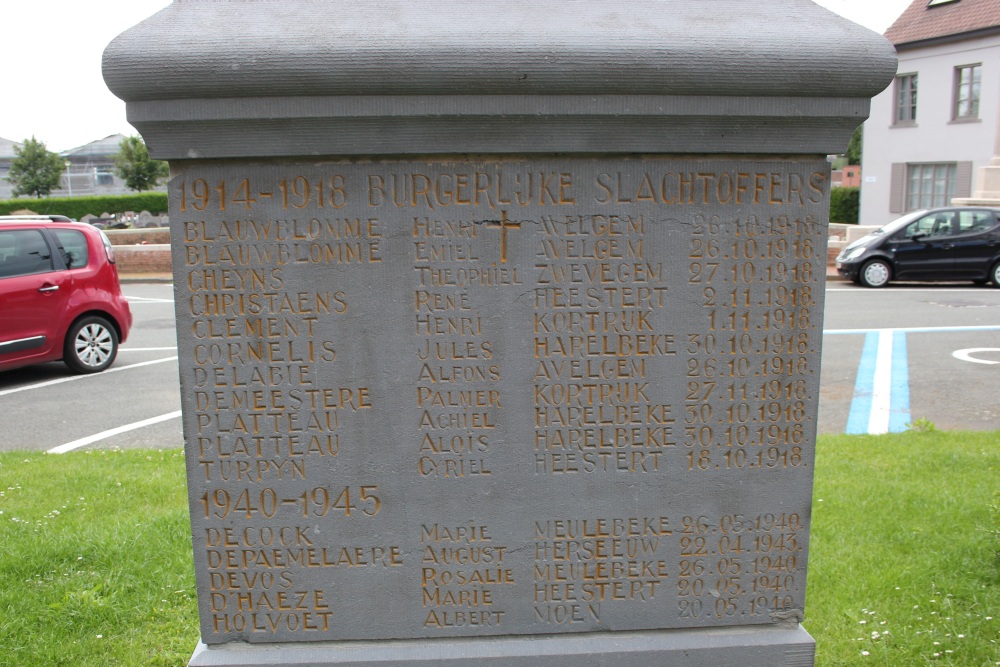 1914-1918 BURGERLIJKE SLACHTOFFERS
BLAUWBLOMME HENRI AVELGEM 26.10.1918.
BLAUWBLOMME EMIEL AVELGEM 26.10.1918.
CHEYNS THEOPHIEL ZWEVEGEM 27.10.1918.
CHRISTAENS RENÉ HEESTERT 2.11.1918.
CLEMENT HENRI KORTRIJK 1.11.1918.
CORNELIS JULES HARELBEKE 30.10.1918.
DELABIE ALFONS AVELGEM 26.10.1918.
DEMEESTERE PALMER KORTRIJK 27.11.1918.
PLATTEAU ACHIEL HARELBEKE 30.10.1918.
PLATTEAU ALOIS HARELBEKE 30.10.1918.
TURPYN CYRIEL HEESTERT 18.10.1918.
1940-1945
DECOCK MARIE MEULEBEKE 26.05.1940.
DEPAEMELAERE AUGUST HERSEEUW 22.04.1943.
DEVOS ROSALIE MEULEBEKE 26.05.1940.
D'HAEZE MARIE HEESTERT 20.05.1940.
HOLVOET ALBERT MOEN 20.05.1940.